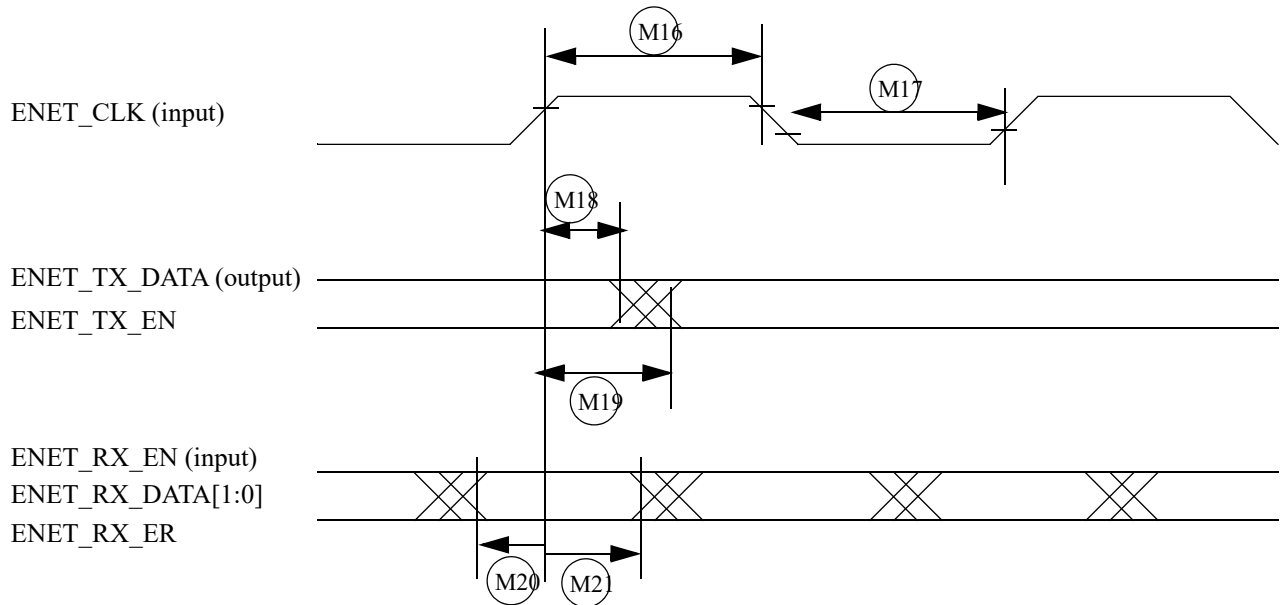 M16
M17
ENET_CLK (input)
M18
ENET_TX_DATA (output)
ENET_TX_EN
M19
ENET_RX_EN (input)
ENET_RX_DATA[1:0]
ENET_RX_ER
M20
M21